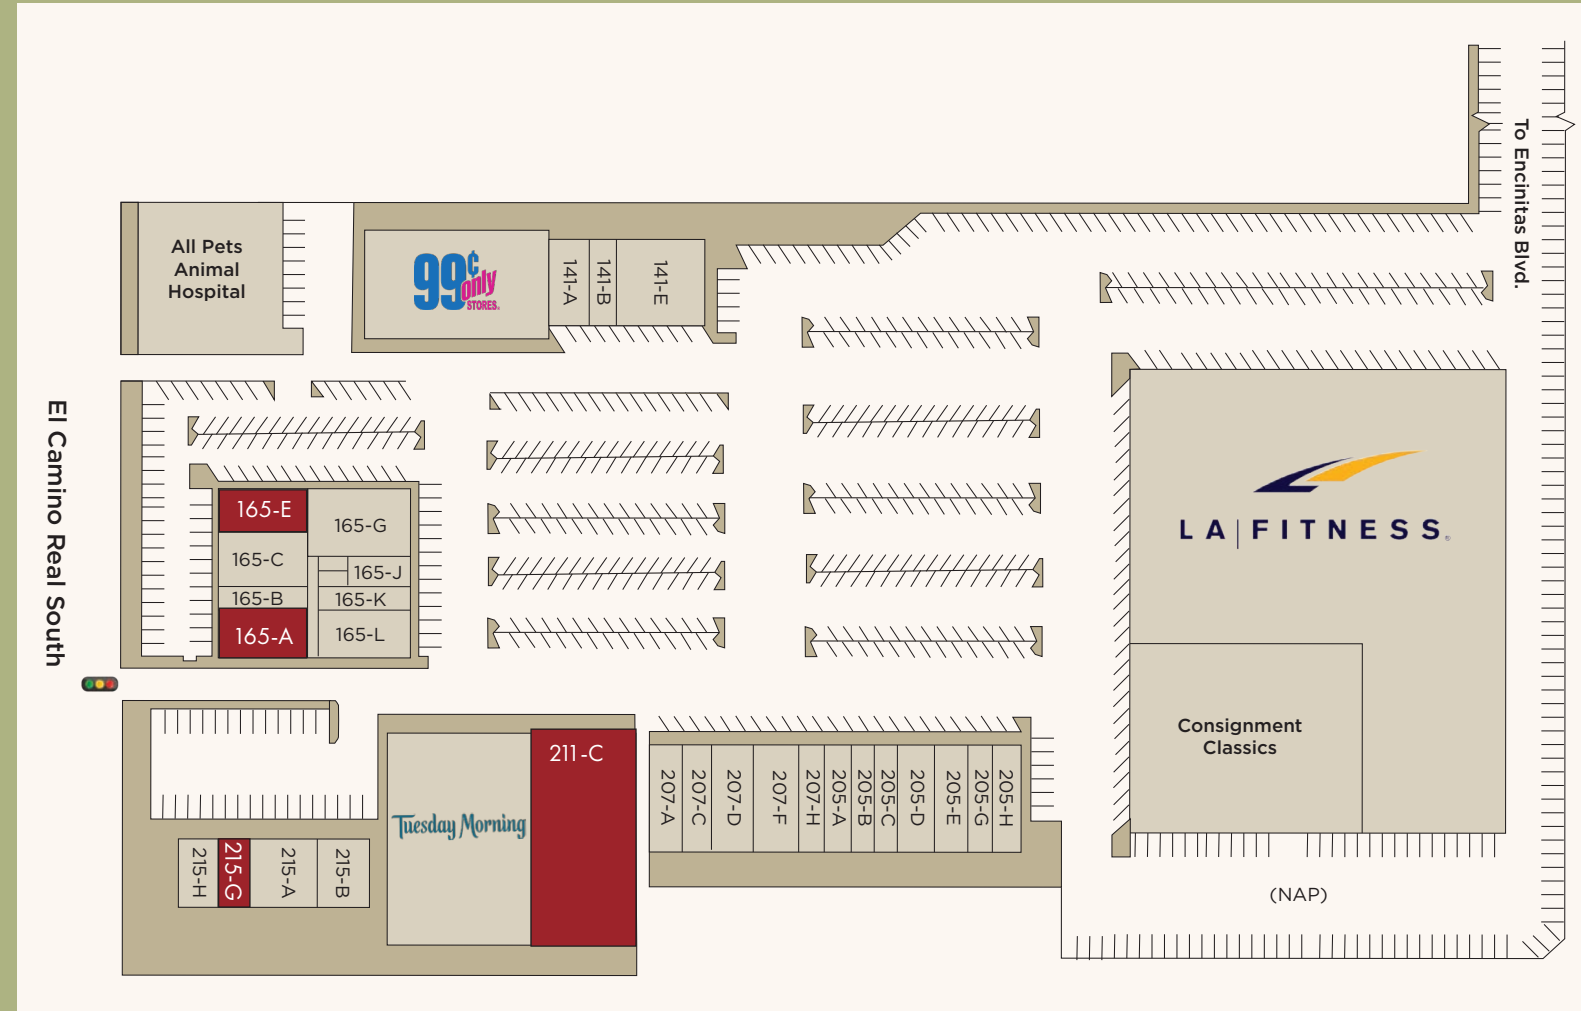 To Encinitas Blvd.
All Pets
Animal
Hospital
99¢
only
STORES®
141-A
141-B
141-E
El Camino Real South
165-E
165-G
165-C
165-J
165-B
165-K
165-A
165-L
LA|FITNESS®
Consignment
Classics
211-C
Tuesday Morning
207-A
207-C
207-D
207-F
207-H
205-A
205-B
205-C
205-D
205-E
205-G
205-H
215-H
215-G
215-A
215-B
(NAP)